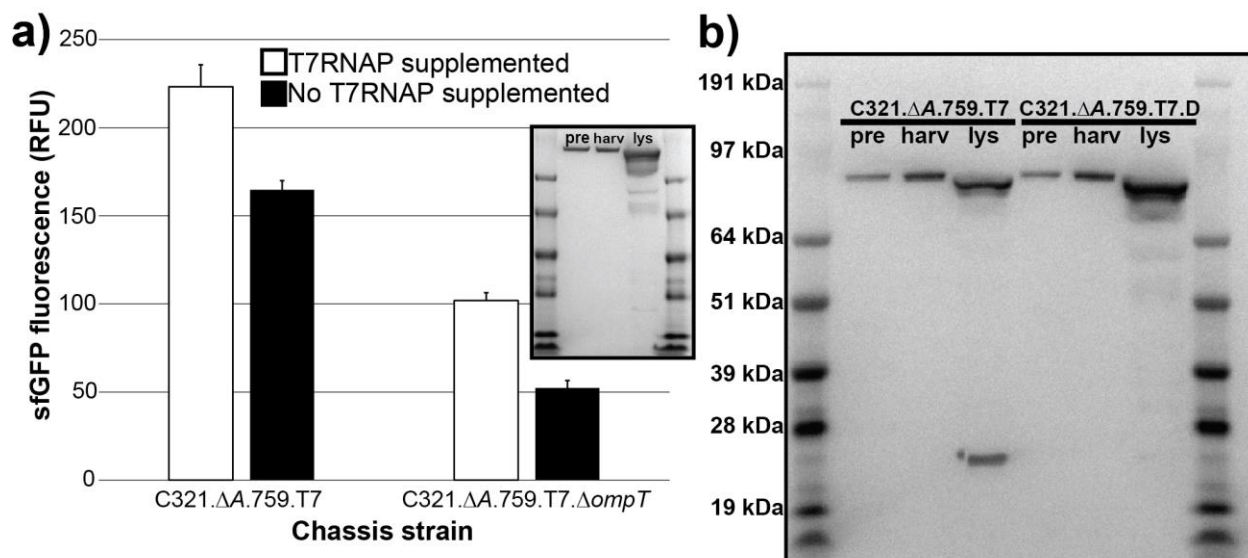 a)
sfGFP fluorescence (RFU)
250
200
150
100
50
0
T7RNAP supplemented
No T7RNAP supplemented
pre harv lys
C321.ΔA.759.T7
C321.ΔA.759.T7.ΔompT
Chassis strain
b)
191 kDa
97 kDa
64 kDa
51 kDa
39 kDa
28 kDa
19 kDa
C321.ΔA.759.T7 C321.ΔA.759.T7.D
pre harv lys pre harv lys